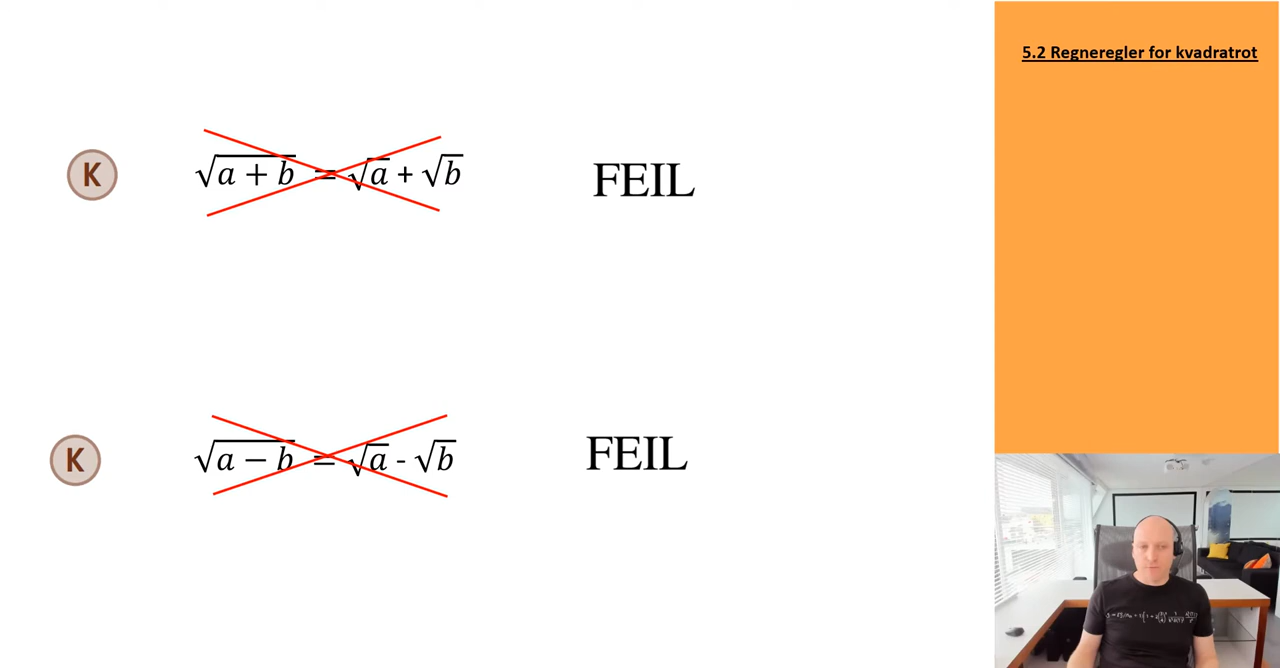 5.2 Regneregler for kvadratrot
K √(a + b) = √a + √b FEIL
K √(a − b) = √a - √b FEIL